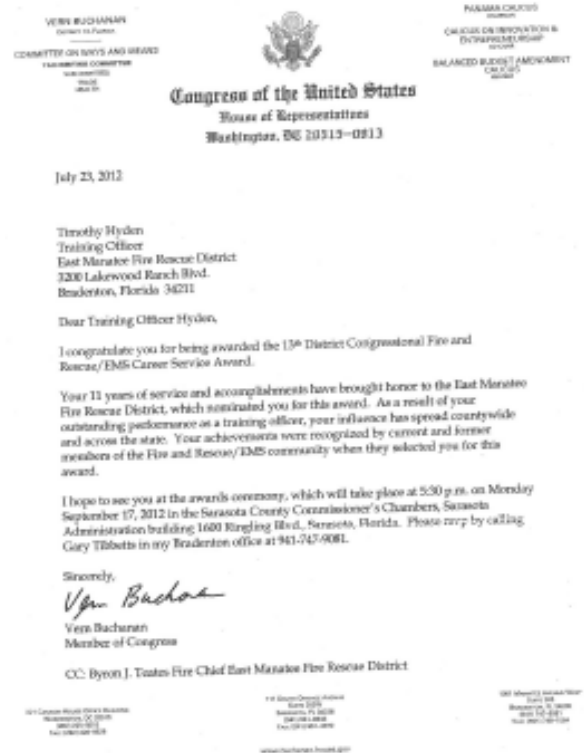 VERN BUCHANAN
COMMITTEE ON WAYS AND MEANS
PANAMA CAUCUS
CAUCUS ON INNOVATION &
ENTREPRENEURSHIP
BALANCED BUDGET AMENDMENT
CAUCUS
Congress of the United States
House of Representatives
Washington, DC 20515-0913
July 23, 2012
Timothy Hyden
Training Officer
East Manatee Fire Rescue District
3200 Lakewood Ranch Blvd.
Bradenton, Florida 34211
Dear Training Officer Hyden,
I congratulate you for being awarded the 13th District Congressional Fire and
Rescue/EMS Career Service Award.
Your 11 years of service and accomplishments have brought honor to the East Manatee
Fire Rescue District, which nominated you for this award. As a result of your
outstanding performance as a training officer, your influence has spread countywide
and across the state. Your achievements were recognized by current and former
members of the Fire and Rescue/EMS community when they selected you for this
award.
I hope to see you at the awards ceremony, which will take place at 5:30 p.m. on Monday
September 17, 2012 in the Sarasota County Commissioner's Chambers, Sarasota
Administration building 1600 Ringling Blvd., Sarasota, Florida. Please rsvp by calling
Gary Tibbetts in my Bradenton office at 941-747-9081.
Sincerely,
Vern Buchanan
Vern Buchanan
Member of Congress
CC: Byron J. Teates Fire Chief East Manatee Fire Rescue District